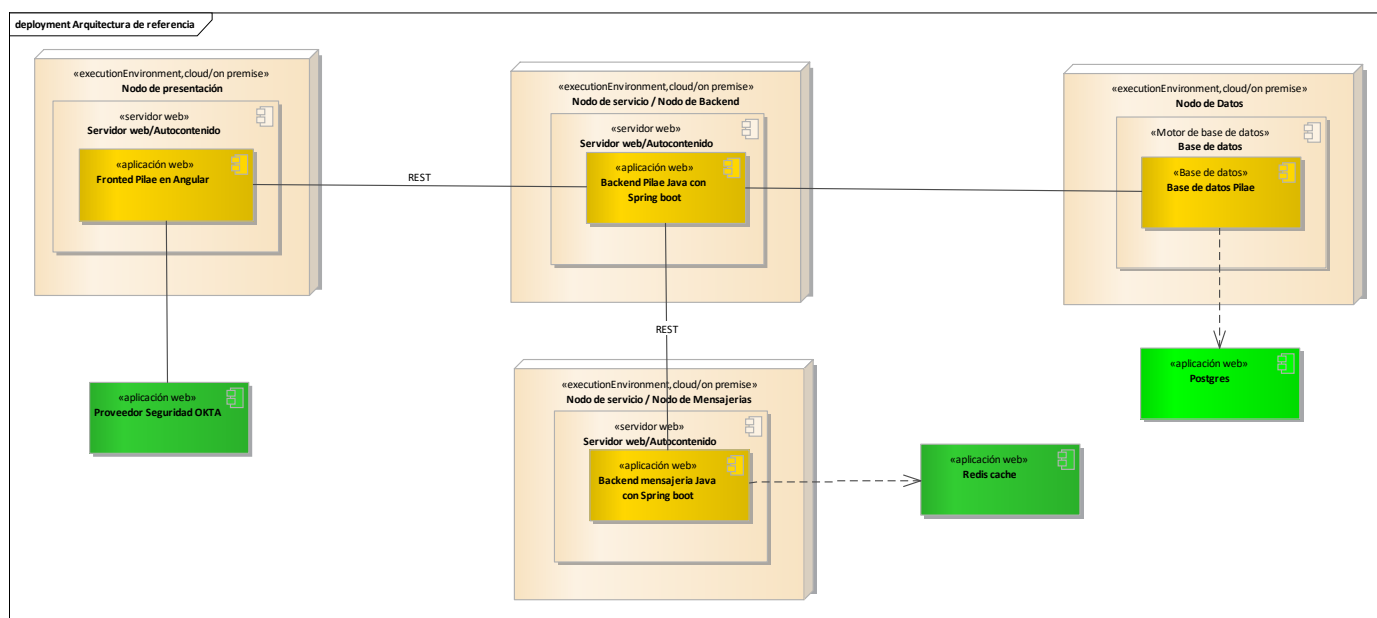 deployment Arquitectura de referencia
«executionEnvironment,cloud/on premise»
Nodo de presentación
«servidor web»
Servidor web/Autocontenido
«aplicación web»
Fronted Pilae en Angular
REST
«executionEnvironment,cloud/on premise»
Nodo de servicio / Nodo de Backend
«servidor web»
Servidor web/Autocontenido
«aplicación web»
Backend Pilae Java con
Spring boot
«executionEnvironment,cloud/on premise»
Nodo de Datos
«Motor de base de datos»
Base de datos
«Base de datos»
Base de datos Pilae
REST
«aplicación web»
Proveedor Seguridad OKTA
«executionEnvironment,cloud/on premise»
Nodo de servicio / Nodo de Mensajerias
«servidor web»
Servidor web/Autocontenido
«aplicación web»
Backend mensajeria Java
con Spring boot
«aplicación web»
Postgres
«aplicación web»
Redis cache